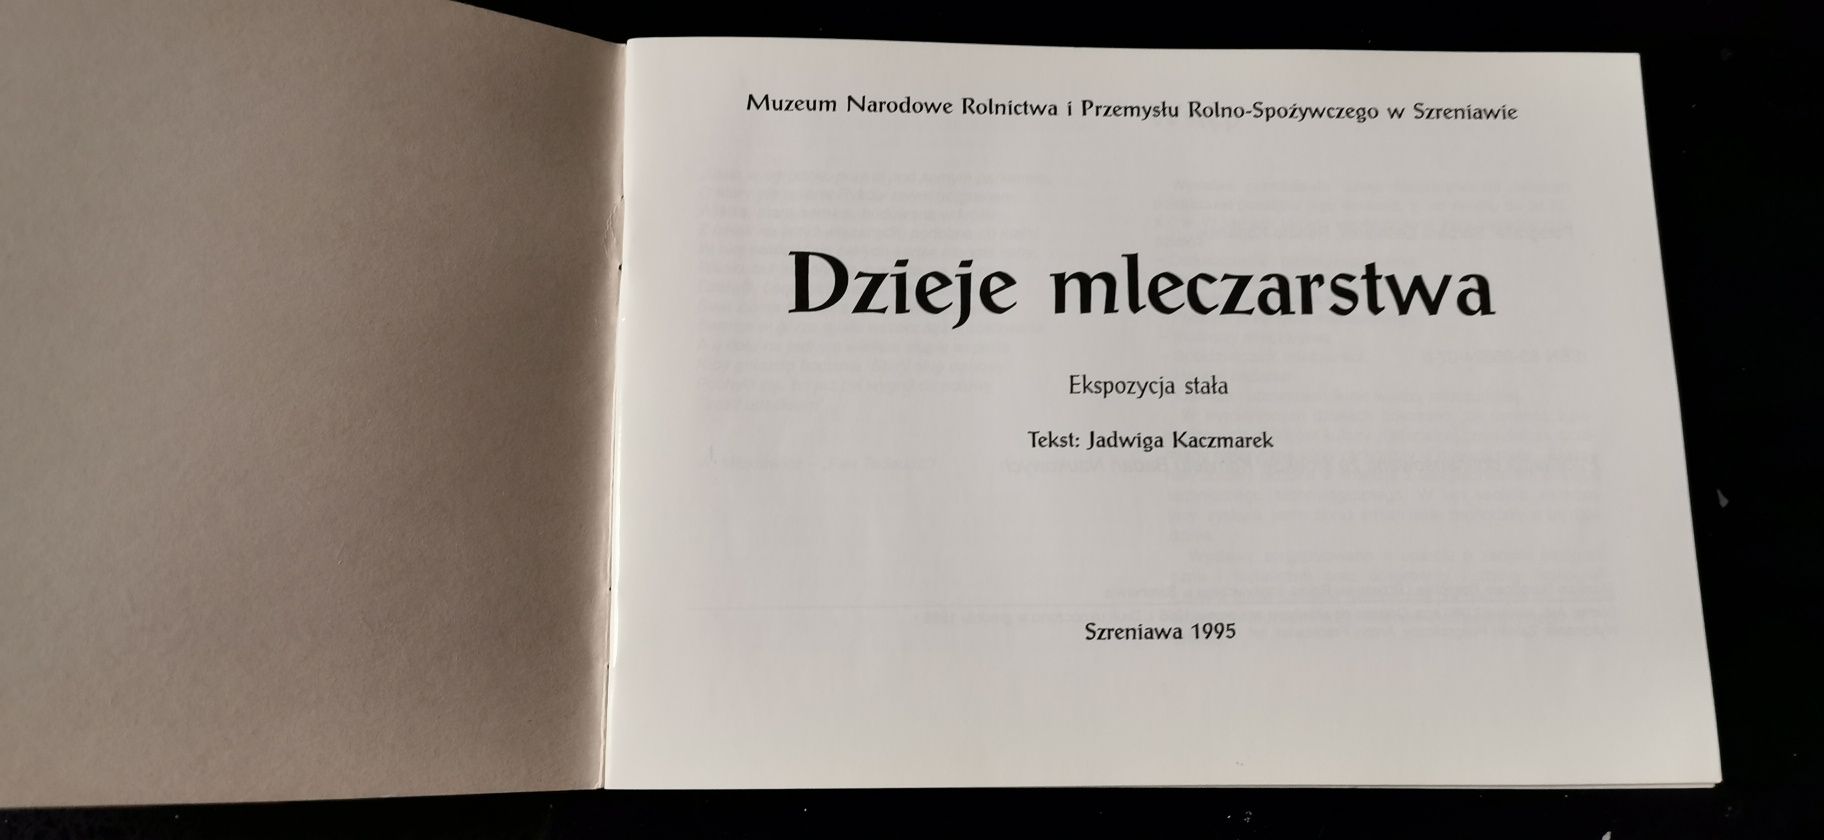 Muzeum Narodowe Rolnictwa i Przemysłu Rolno-Spożywczego w Szreniawie
Dzieje mleczarstwa
Ekspozycja stała
Tekst: Jadwiga Kaczmarek
Szreniawa 1995